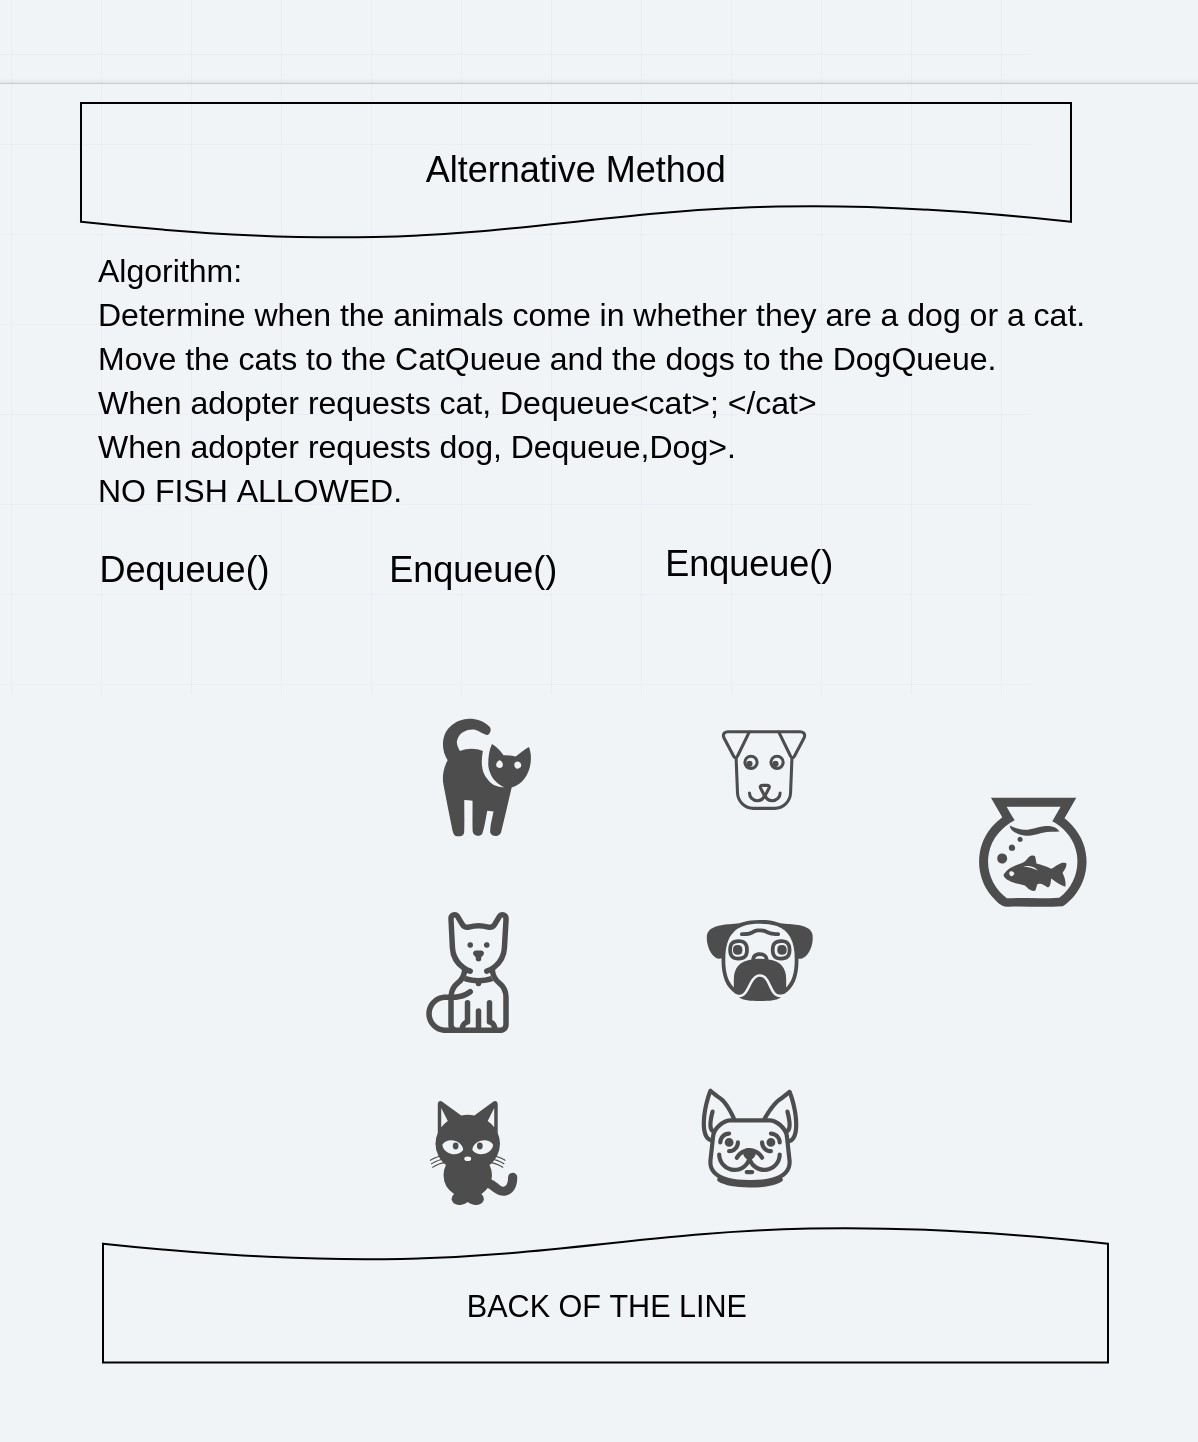 Alternative Method
Algorithm:
Determine when the animals come in whether they are a dog or a cat.
Move the cats to the CatQueue and the dogs to the DogQueue.
When adopter requests cat, Dequeue<cat>; </cat>
When adopter requests dog, Dequeue,Dog>.
NO FISH ALLOWED.
Dequeue()
Enqueue()
Enqueue()
BACK OF THE LINE